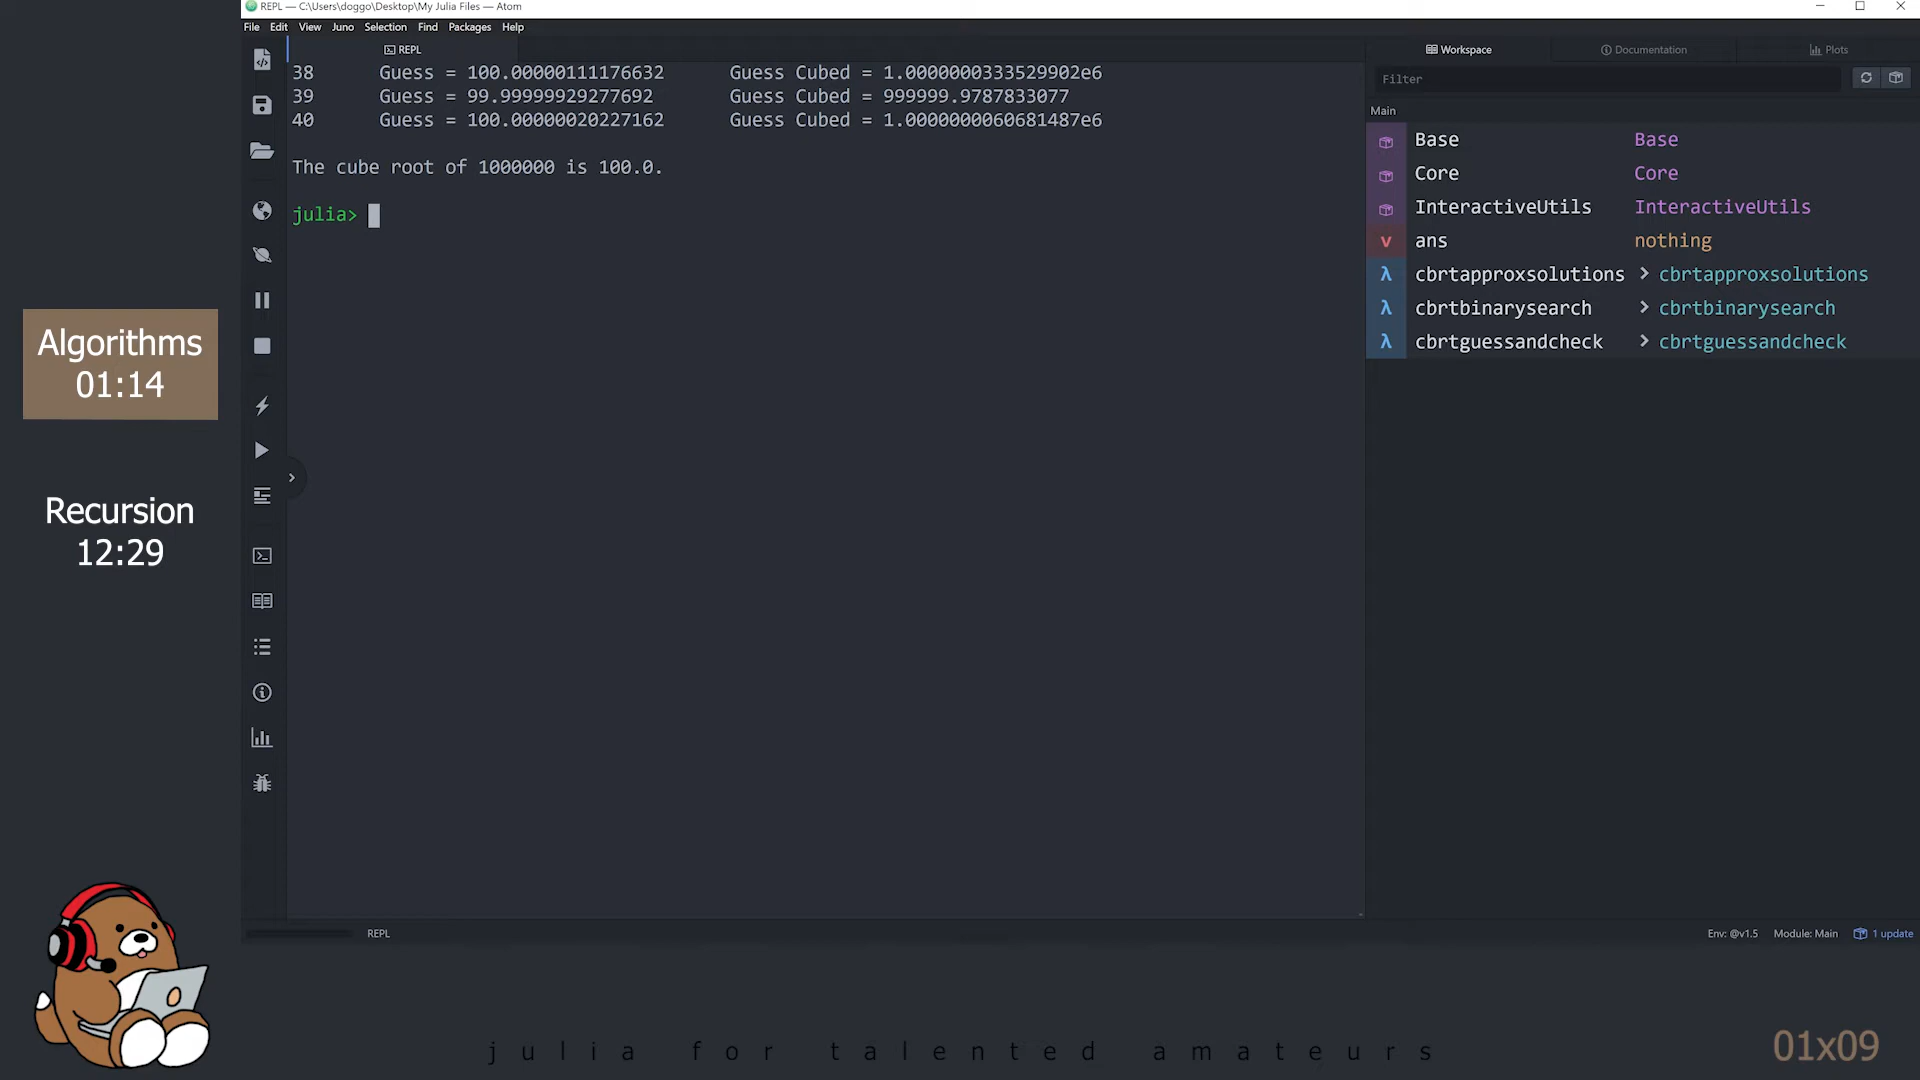 REPL — C:\Users\doggo\Desktop\My Julia Files — Atom
File Edit View Juno Selection Find Packages Help
REPL
Workspace
Documentation
Plots
38 Guess = 100.00000111176632 Guess Cubed = 1.0000000333529902e6
39 Guess = 99.99999929277692 Guess Cubed = 999999.9787833077
40 Guess = 100.00000020227162 Guess Cubed = 1.0000000060681487e6
The cube root of 1000000 is 100.0.
julia>
Filter
Main
Base Base
Core Core
InteractiveUtils InteractiveUtils
v ans nothing
λ cbrtapproxsolutions > cbrtapproxsolutions
λ cbrtbinarysearch > cbrtbinarysearch
λ cbrtguessandcheck > cbrtguessandcheck
Algorithms
01:14
Recursion
12:29
REPL
Env: @v1.5 Module: Main 1 update
julia for talented amateurs
01x09